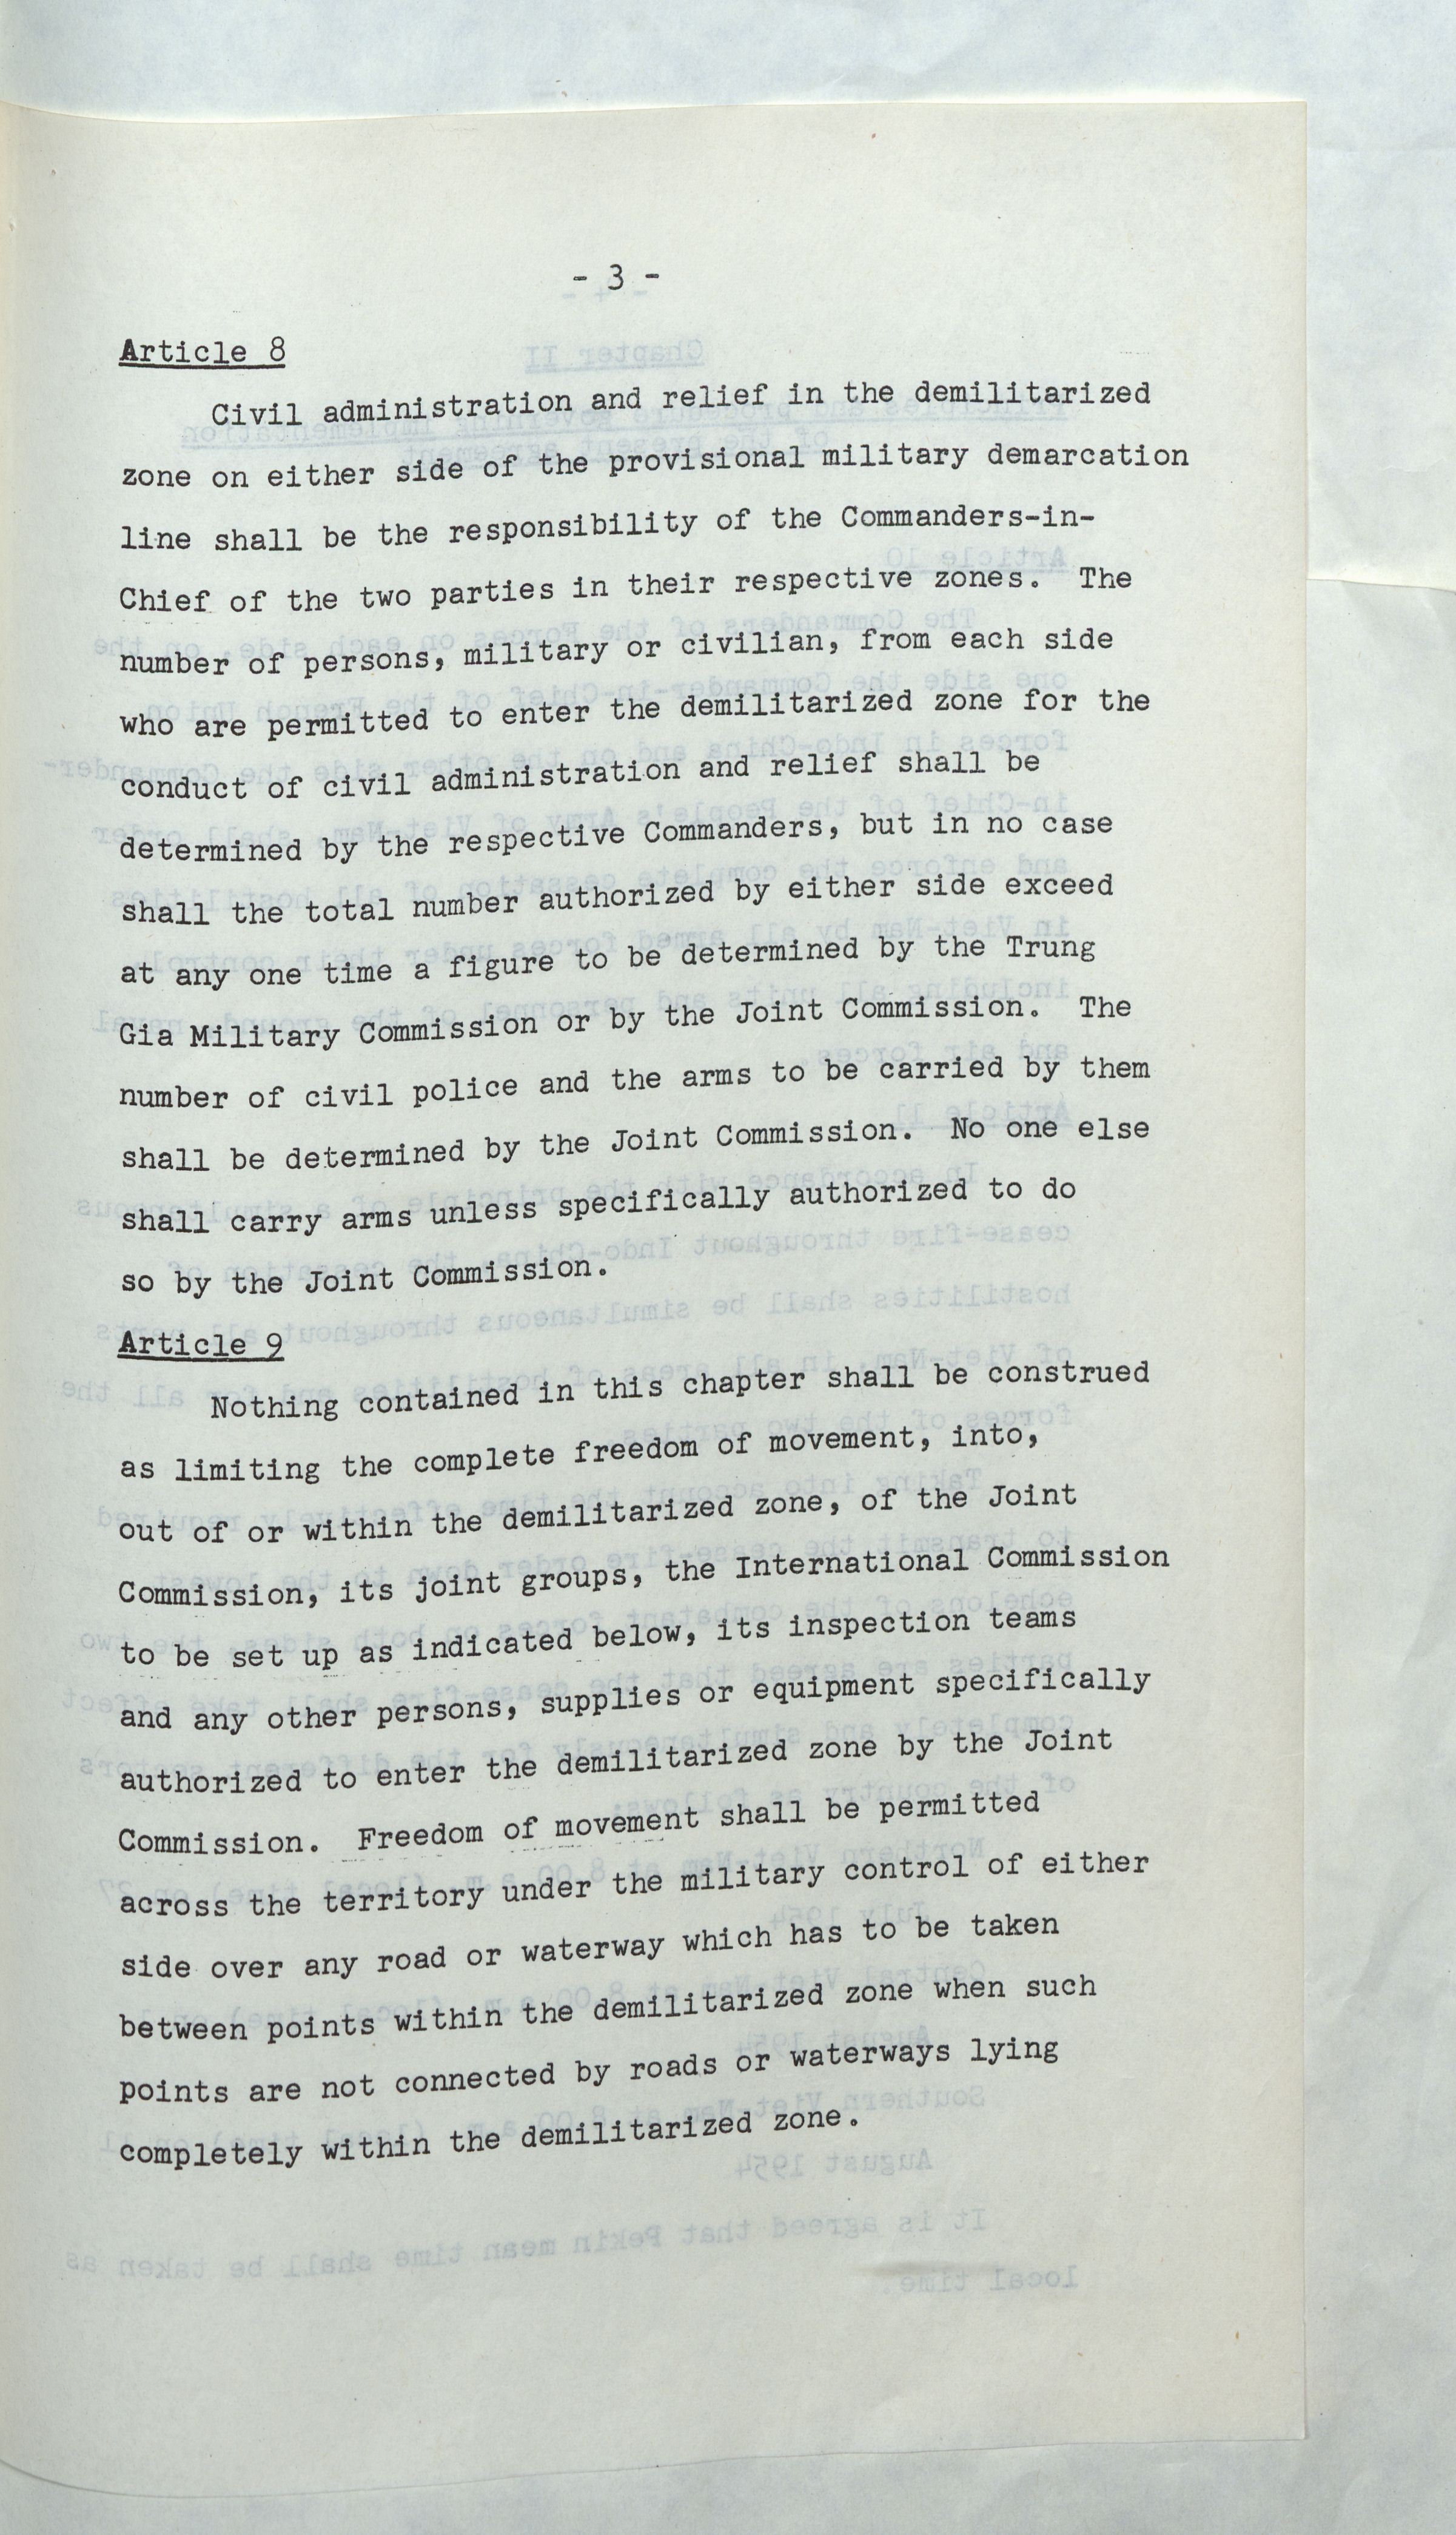 - 3 -
Article 8
Civil administration and relief in the demilitarized
zone on either side of the provisional military demarcation
line shall be the responsibility of the Commanders-in-
Chief of the two parties in their respective zones. The
number of persons, military or civilian, from each side
who are permitted to enter the demilitarized zone for the
conduct of civil administration and relief shall be
determined by the respective Commanders, but in no case
shall the total number authorized by either side exceed
at any one time a figure to be determined by the Trung
Gia Military Commission or by the Joint Commission. The
number of civil police and the arms to be carried by them
shall be determined by the Joint Commission. No one else
shall carry arms unless specifically authorized to do
so by the Joint Commission.
Article 9
Nothing contained in this chapter shall be construed
as limiting the complete freedom of movement, into,
out of or within the demilitarized zone, of the Joint
Commission, its joint groups, the International Commission
to be set up as indicated below, its inspection teams
and any other persons, supplies or equipment specifically
authorized to enter the demilitarized zone by the Joint
Commission. Freedom of movement shall be permitted
across the territory under the military control of either
side over any road or waterway which has to be taken
between points within the demilitarized zone when such
points are not connected by roads or waterways lying
completely within the demilitarized zone.